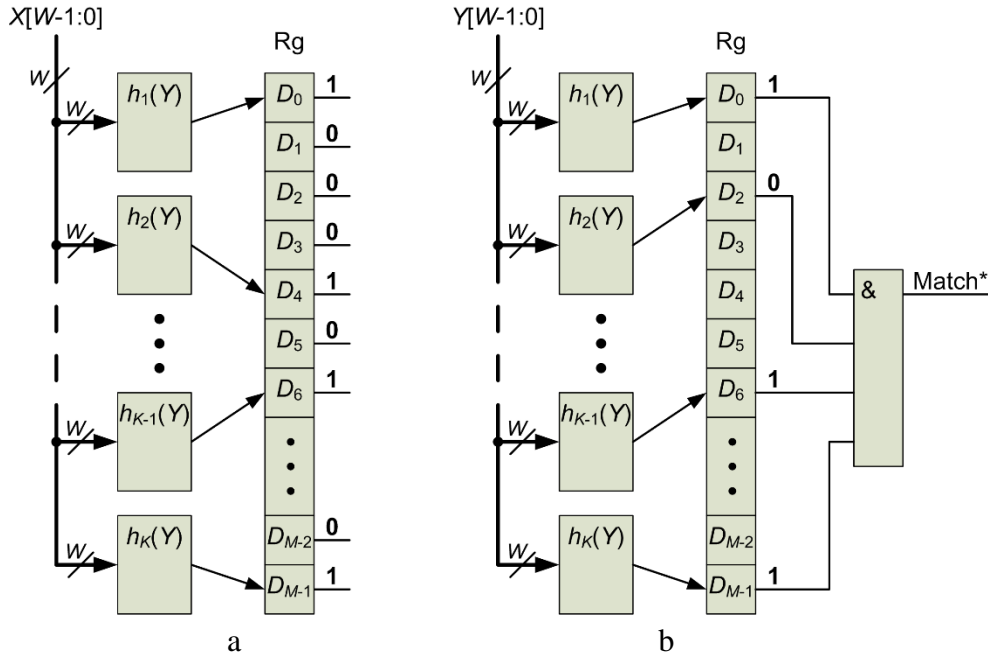 X[W-1:0]
Rg
W
W
h1(Y)
D0
1
D1
0
D2
0
W
h2(Y)
D3
0
D4
1
D5
0
W
hK-1(Y)
D6
1
W
hK(Y)
DM-2
0
DM-1
1
a
Y[W-1:0]
Rg
W
W
h1(Y)
D0
1
D1
D2
0
W
h2(Y)
D3
D4
D5
&
Match*
W
hK-1(Y)
D6
1
W
hK(Y)
DM-2
DM-1
1
b